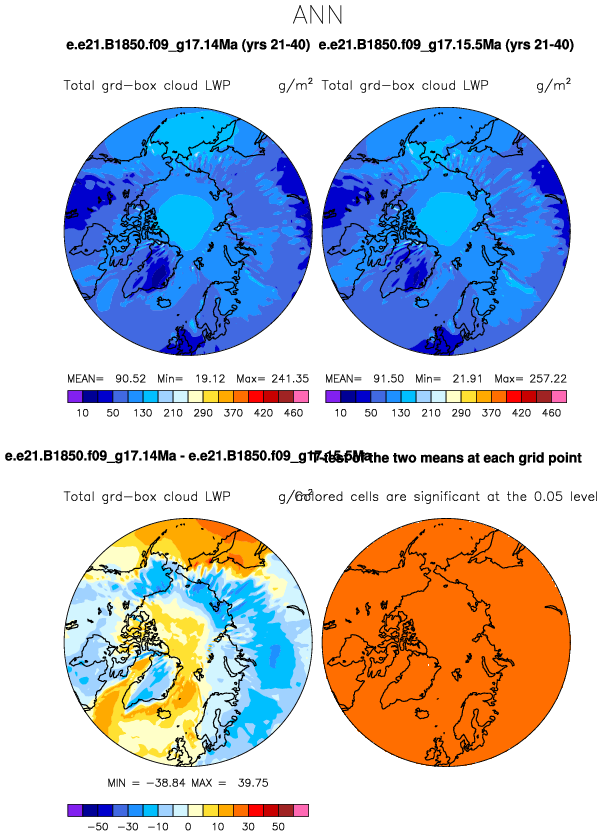 ANN
e.e21.B1850.f09_g17.14Ma (yrs 21-40) e.e21.B1850.f09_g17.15.5Ma (yrs 21-40)
Total grd-box cloud LWP g/m² Total grd-box cloud LWP g/m²
MEAN= 90.52 Min= 19.12 Max= 241.35 MEAN= 91.50 Min= 21.91 Max= 257.22
10 50 130 210 290 370 420 460 10 50 130 210 290 370 420 460
e.e21.B1850.f09_g17.14Ma - e.e21.B1850.f09_g17.15.5Ma T-test of the two means at each grid point
Total grd-box cloud LWP g/m² Colored cells are significant at the 0.05 level
MIN = -38.84 MAX = 39.75
-50 -30 -10 0 10 30 50